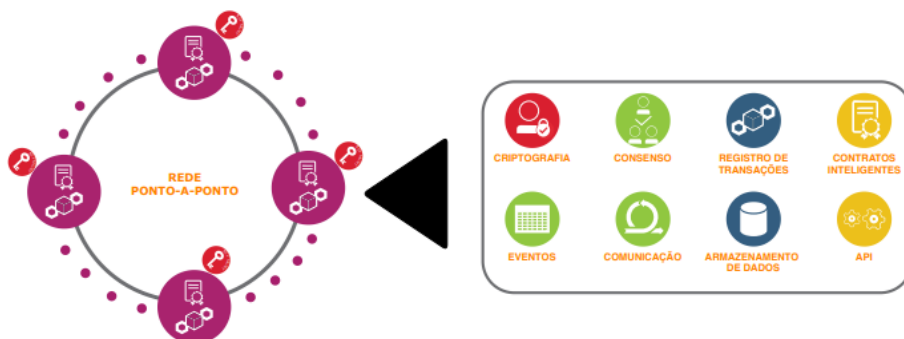 REDE
PONTO-A-PONTO
CRIPTOGRAFIA
CONSENSO
REGISTRO DE
TRANSAÇÕES
CONTRATOS
INTELIGENTES
EVENTOS
COMUNICAÇÃO
ARMAZENAMENTO
DE DADOS
API